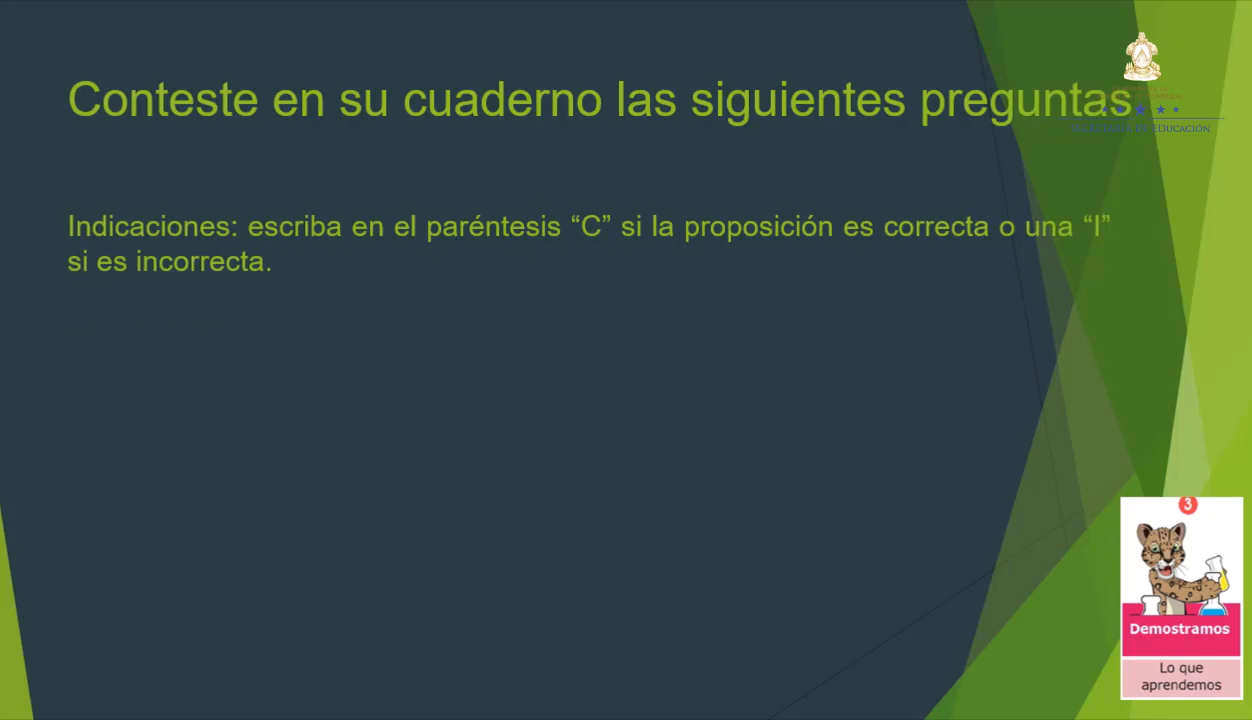 Conteste en su cuaderno las siguientes preguntas
Indicaciones: escriba en el paréntesis “C” si la proposición es correcta o una “I”
si es incorrecta.
3
Demostramos
Lo que
aprendemos